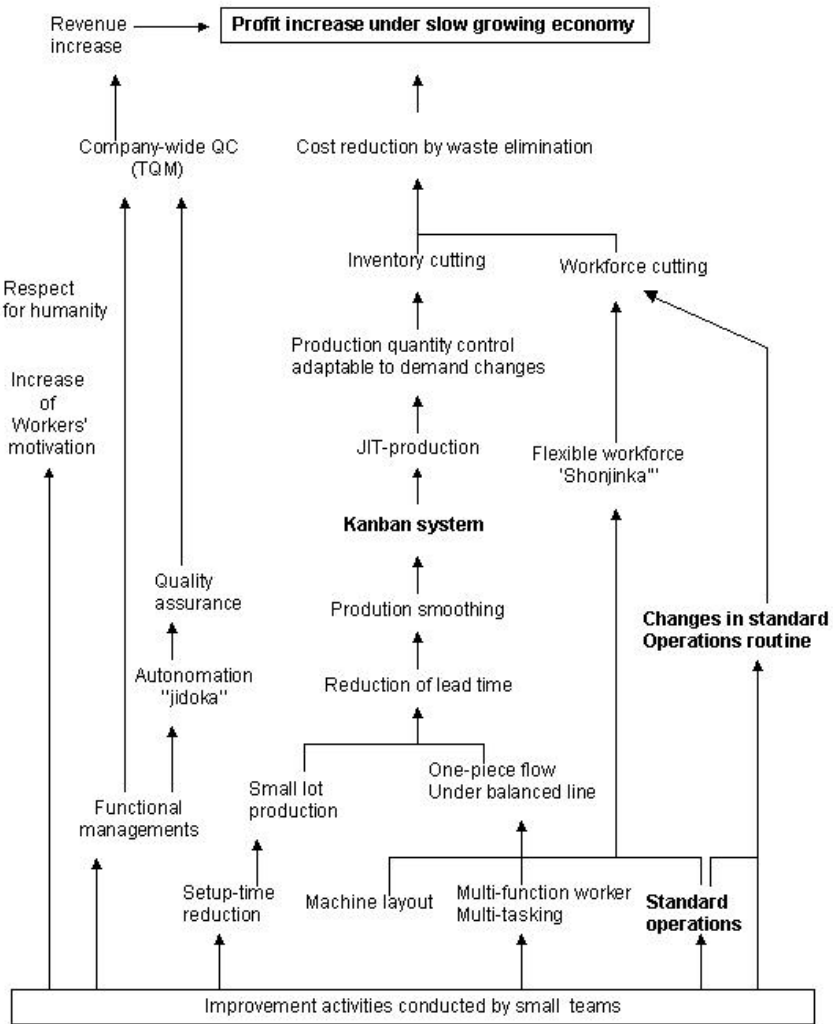 Revenue
increase
Profit increase under slow growing economy
Company-wide QC
(TQM)
Cost reduction by waste elimination
Inventory cutting
Workforce cutting
Respect
for humanity
Production quantity control
adaptable to demand changes
Increase
of
Workers'
motivation
JIT-production
Flexible workforce
'Shonjinka'"
Kanban system
Quality
assurance
Prodution smoothing
Changes in standard
Operations routine
Autonomation
"jidoka"
Reduction of lead time
Small lot
production
One-piece flow
Under balanced line
Functional
managements
Setup-time
reduction
Machine layout
Multi-function worker
Multi-tasking
Standard
operations
Improvement activities conducted by small teams